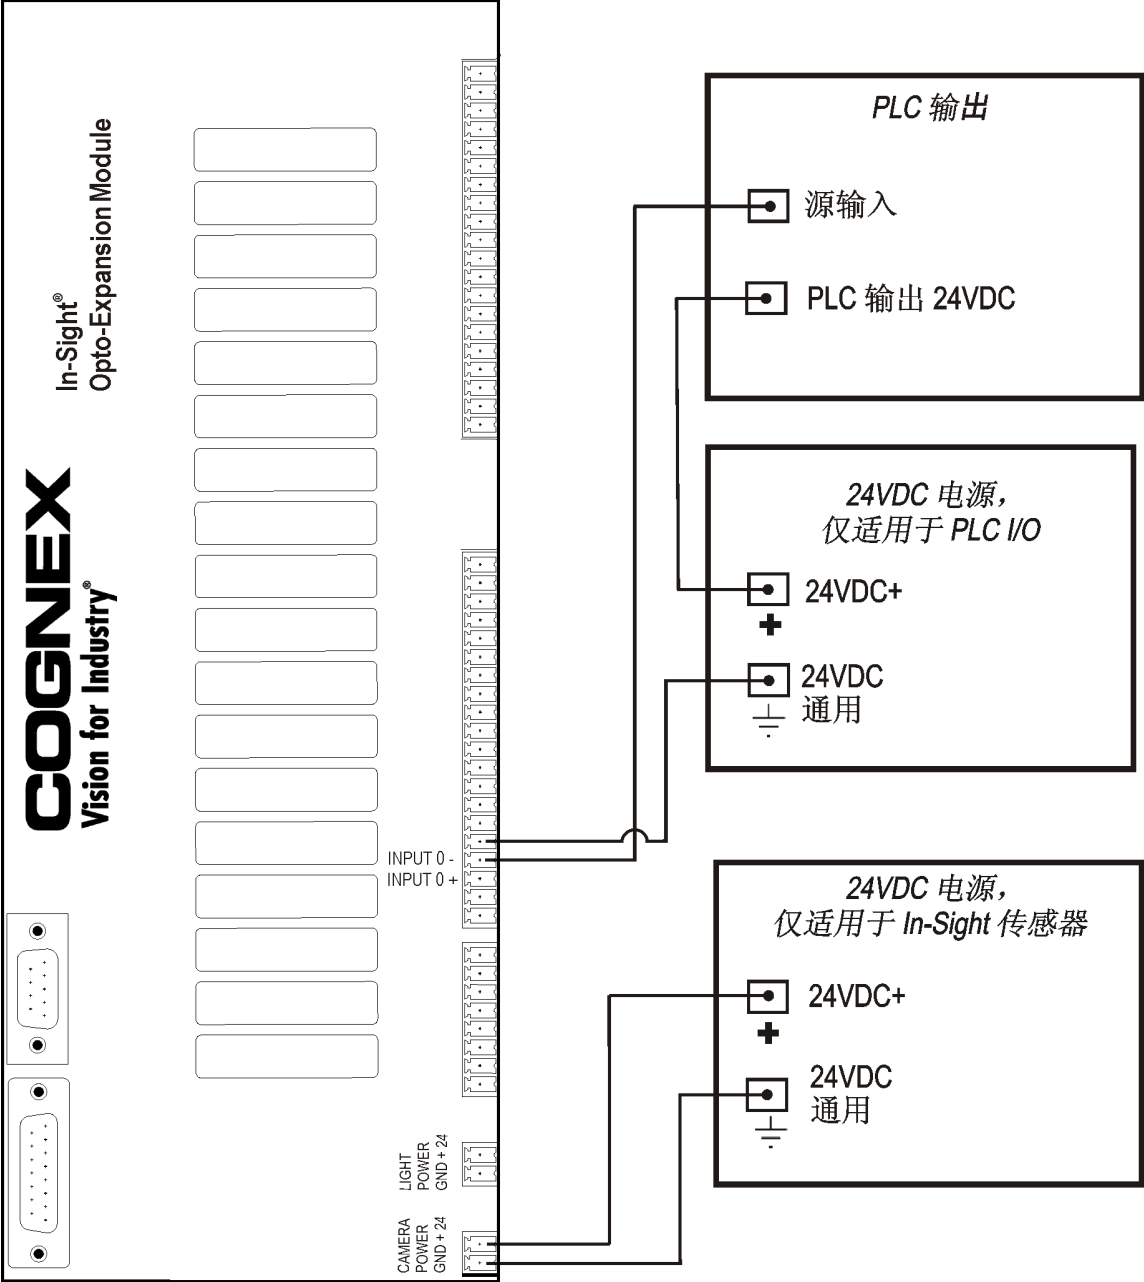 In-Sight®
Opto-Expansion Module
COGNEX
Vision for Industry®
INPUT 0 -
INPUT 0 +
LIGHT
POWER
GND + 24
CAMERA
POWER
GND + 24
PLC 输出
源输入
PLC 输出 24VDC
24VDC 电源，
仅适用于 PLC I/O
24VDC+
24VDC
通用
24VDC 电源，
仅适用于 In-Sight 传感器
24VDC+
24VDC
通用